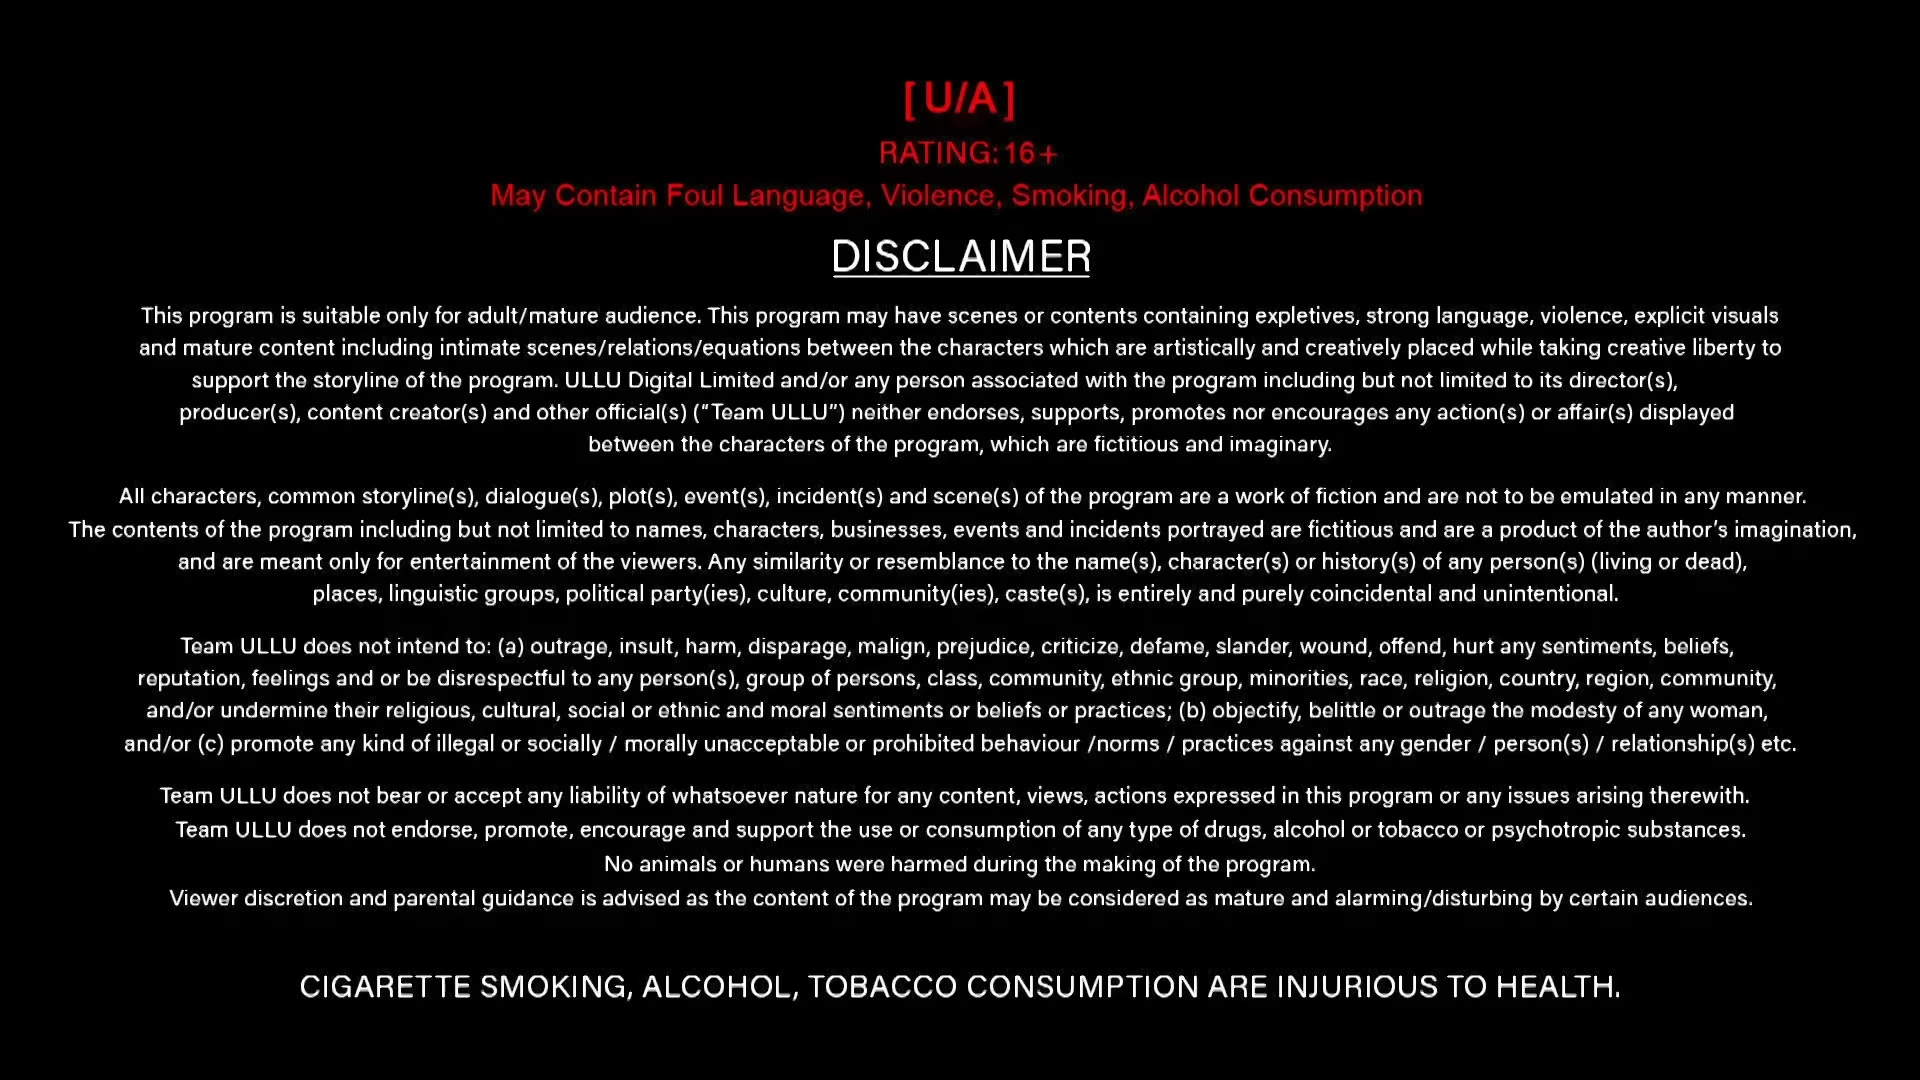 [U/A]
RATING: 16+
May Contain Foul Language, Violence, Smoking, Alcohol Consumption
DISCLAIMER
This program is suitable only for adult/mature audience. This program may have scenes or contents containing expletives, strong language, violence, explicit visuals
and mature content including intimate scenes/relations/equations between the characters which are artistically and creatively placed while taking creative liberty to
support the storyline of the program. ULLU Digital Limited and/or any person associated with the program including but not limited to its director(s),
producer(s), content creator(s) and other official(s) (“Team ULLU”) neither endorses, supports, promotes nor encourages any action(s) or affair(s) displayed
between the characters of the program, which are fictitious and imaginary.
All characters, common storyline(s), dialogue(s), plot(s), event(s), incident(s) and scene(s) of the program are a work of fiction and are not to be emulated in any manner.
The contents of the program including but not limited to names, characters, businesses, events and incidents portrayed are fictitious and are a product of the author’s imagination,
and are meant only for entertainment of the viewers. Any similarity or resemblance to the name(s), character(s) or history(s) of any person(s) (living or dead),
places, linguistic groups, political party(ies), culture, community(ies), caste(s), is entirely and purely coincidental and unintentional.
Team ULLU does not intend to: (a) outrage, insult, harm, disparage, malign, prejudice, criticize, defame, slander, wound, offend, hurt any sentiments, beliefs,
reputation, feelings and or be disrespectful to any person(s), group of persons, class, community, ethnic group, minorities, race, religion, country, region, community,
and/or undermine their religious, cultural, social or ethnic and moral sentiments or beliefs or practices; (b) objectify, belittle or outrage the modesty of any woman,
and/or (c) promote any kind of illegal or socially / morally unacceptable or prohibited behaviour /norms / practices against any gender / person(s) / relationship(s) etc.
Team ULLU does not bear or accept any liability of whatsoever nature for any content, views, actions expressed in this program or any issues arising therewith.
Team ULLU does not endorse, promote, encourage and support the use or consumption of any type of drugs, alcohol or tobacco or psychotropic substances.
No animals or humans were harmed during the making of the program.
Viewer discretion and parental guidance is advised as the content of the program may be considered as mature and alarming/disturbing by certain audiences.
CIGARETTE SMOKING, ALCOHOL, TOBACCO CONSUMPTION ARE INJURIOUS TO HEALTH.